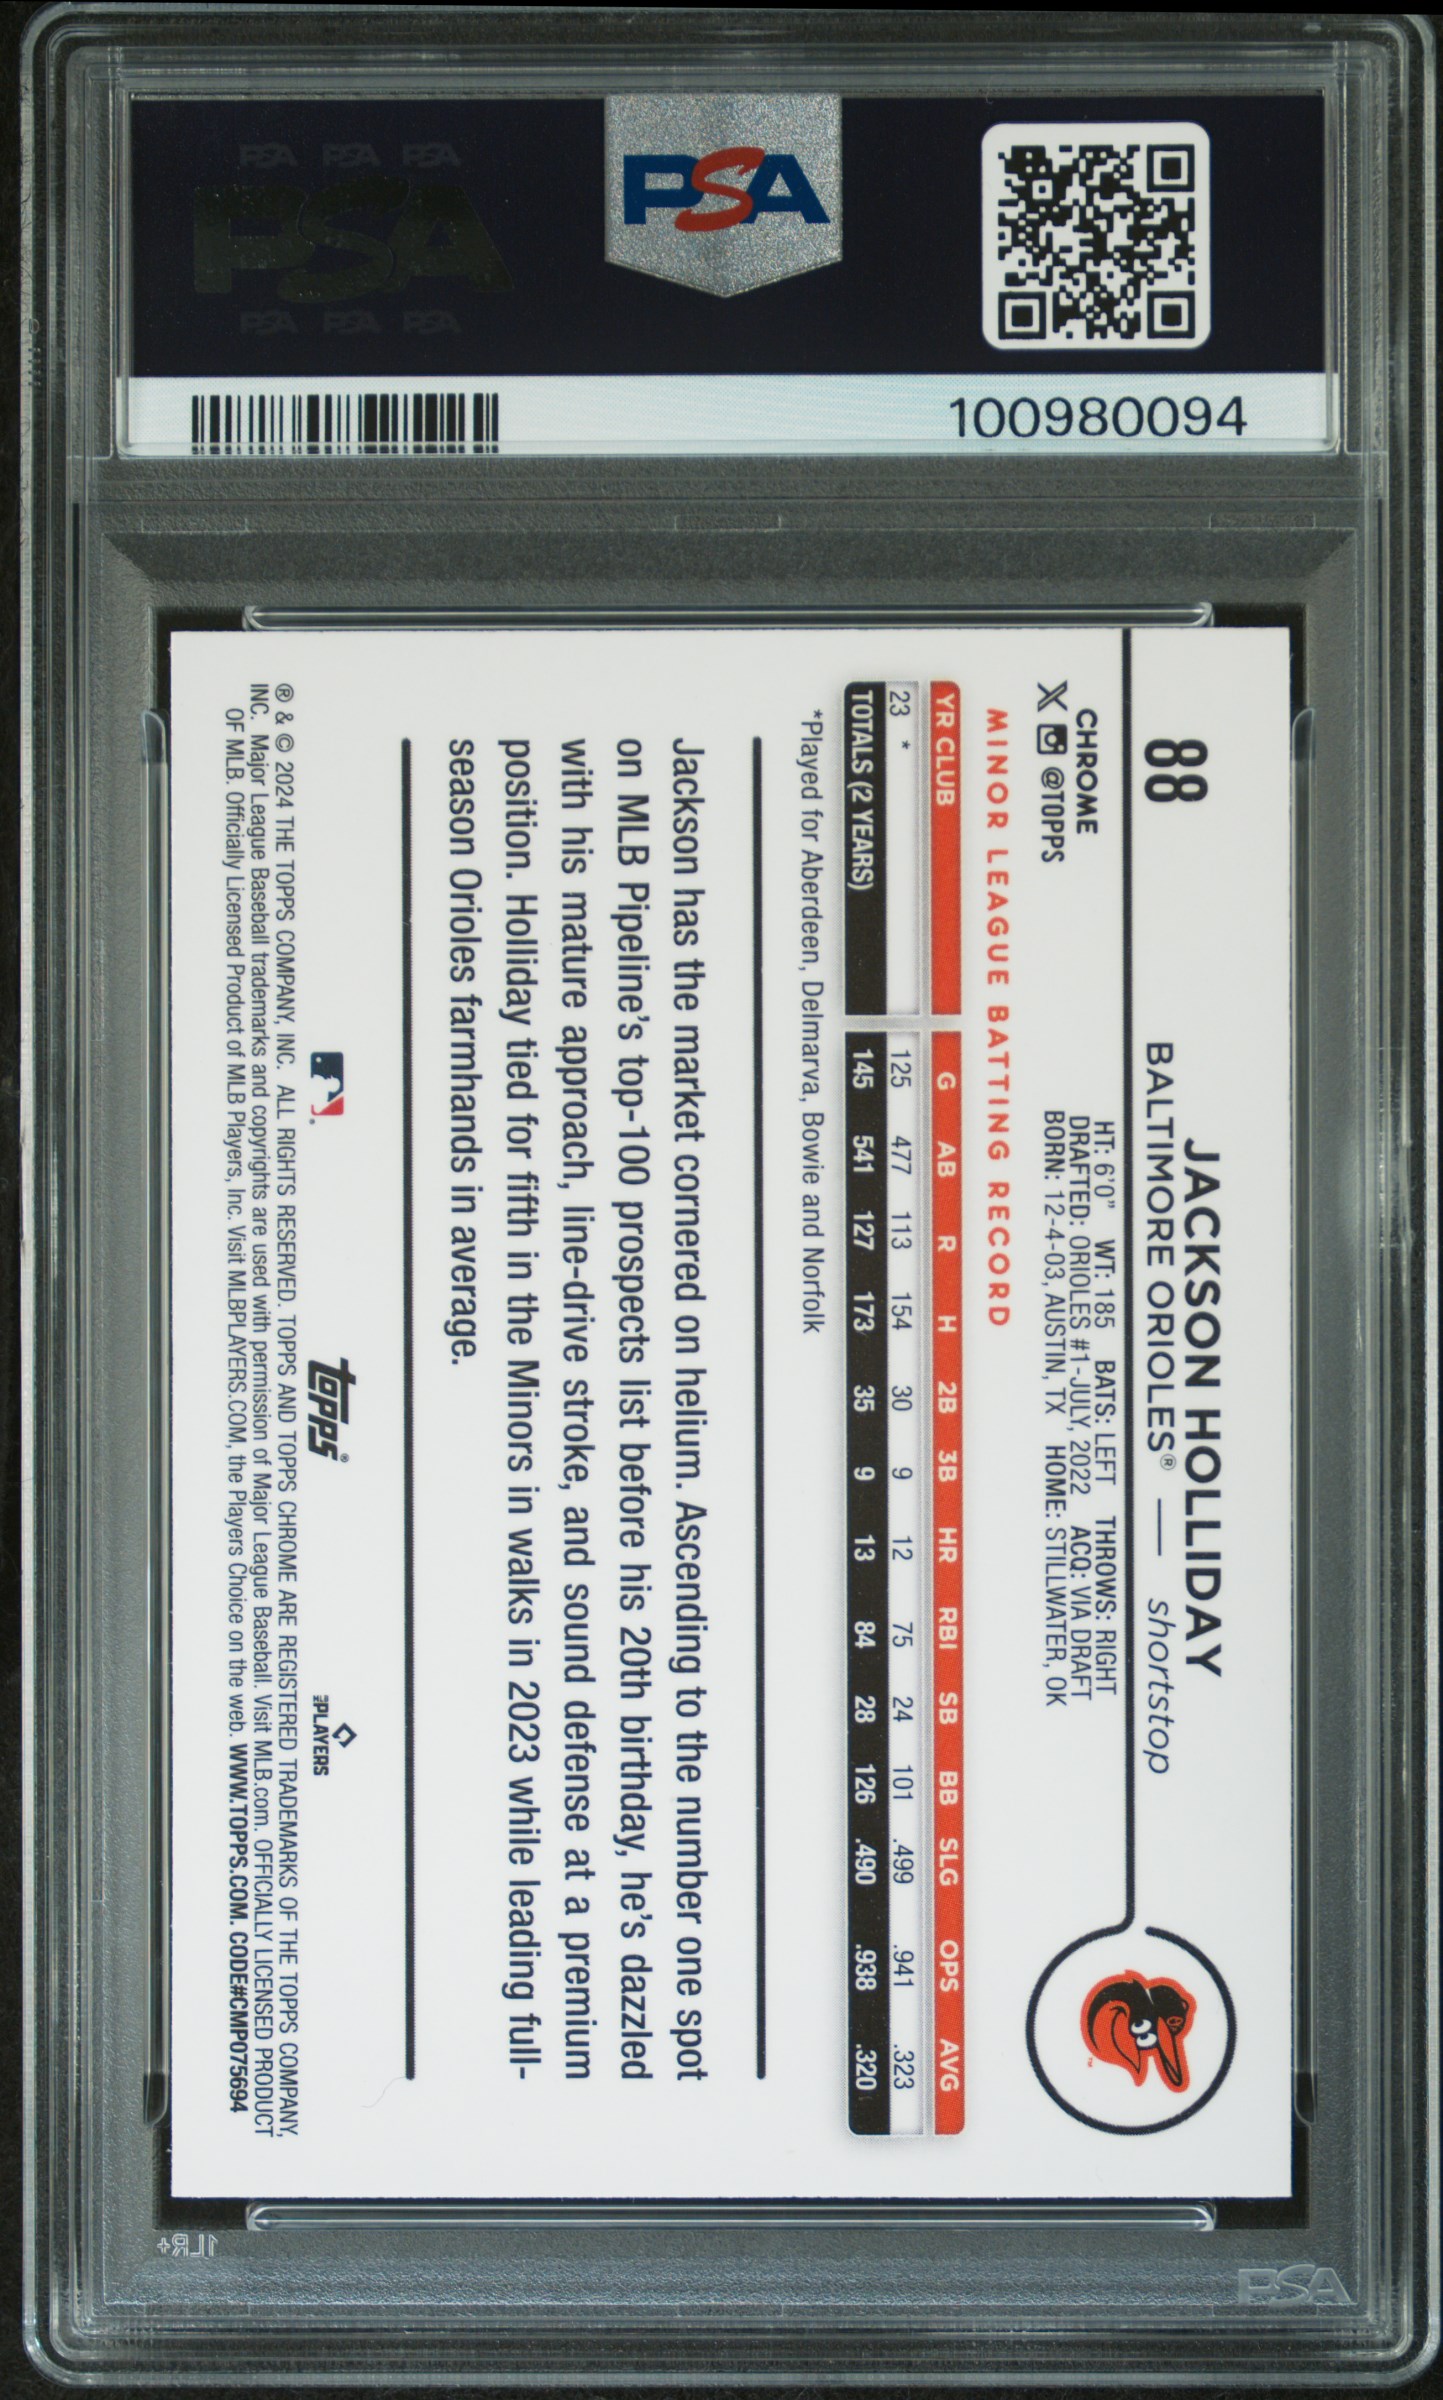 PSA PSA PSA
PSA
PSA PSA PSA
PSA
100980094
88
JACKSON HOLLIDAY
BALTIMORE ORIOLES® — shortstop
CHROME
X @TOPPS
HT: 6'0" WT: 185 BATS: LEFT THROWS: RIGHT
DRAFTED: ORIOLES #1-JULY, 2022 ACQ: VIA DRAFT
BORN: 12-4-03, AUSTIN, TX HOME: STILLWATER, OK
MINOR LEAGUE BATTING RECORD
YR CLUB G AB R H 2B 3B HR RBI SB BB SLG OPS AVG
23 * 125 477 113 154 30 9 12 75 24 101 .499 .941 .323
TOTALS (2 YEARS) 145 541 127 173 35 9 13 84 28 126 .490 .938 .320
*Played for Aberdeen, Delmarva, Bowie and Norfolk
Jackson has the market cornered on helium. Ascending to the number one spot
on MLB Pipeline's top-100 prospects list before his 20th birthday, he's dazzled
with his mature approach, line-drive stroke, and sound defense at a premium
position. Holliday tied for fifth in the Minors in walks in 2023 while leading full-
season Orioles farmhands in average.
topps®
PLAYERS
® & © 2024 THE TOPPS COMPANY, INC. ALL RIGHTS RESERVED. TOPPS AND TOPPS CHROME ARE REGISTERED TRADEMARKS OF THE TOPPS COMPANY,
INC. Major League Baseball trademarks and copyrights are used with permission of Major League Baseball. Visit MLB.com. OFFICIALLY LICENSED PRODUCT
OF MLB. Officially Licensed Product of MLB Players, Inc. Visit MLBPLAYERS.COM, the Players Choice on the web. WWW.TOPPS.COM. CODE#CMP075694
1LR+
PSA